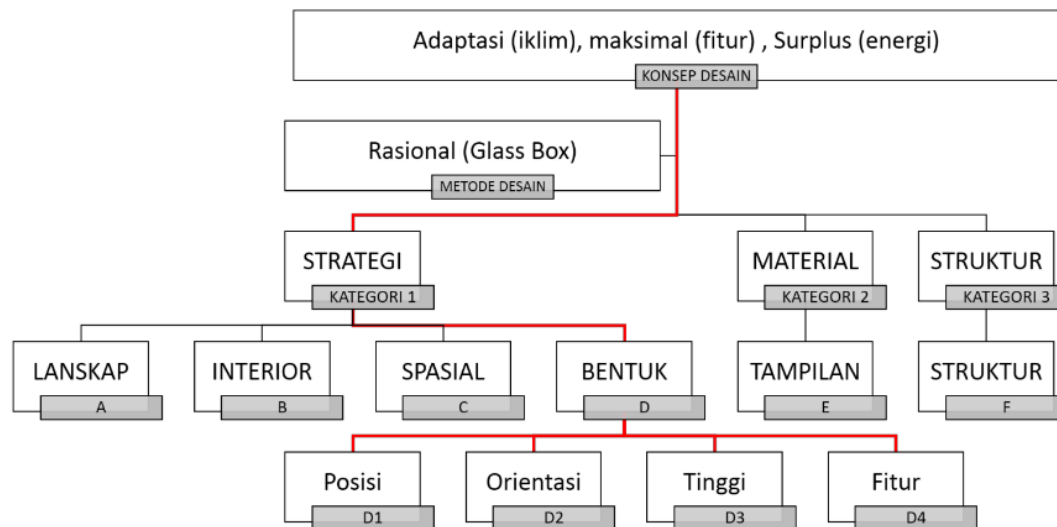 Adaptasi (iklim), maksimal (fitur) , Surplus (energi)
KONSEP DESAIN
Rasional (Glass Box)
METODE DESAIN
STRATEGI
KATEGORI 1
MATERIAL
KATEGORI 2
STRUKTUR
KATEGORI 3
LANSKAP
A
INTERIOR
B
SPASIAL
C
BENTUK
D
TAMPILAN
E
STRUKTUR
F
Posisi
D1
Orientasi
D2
Tinggi
D3
Fitur
D4